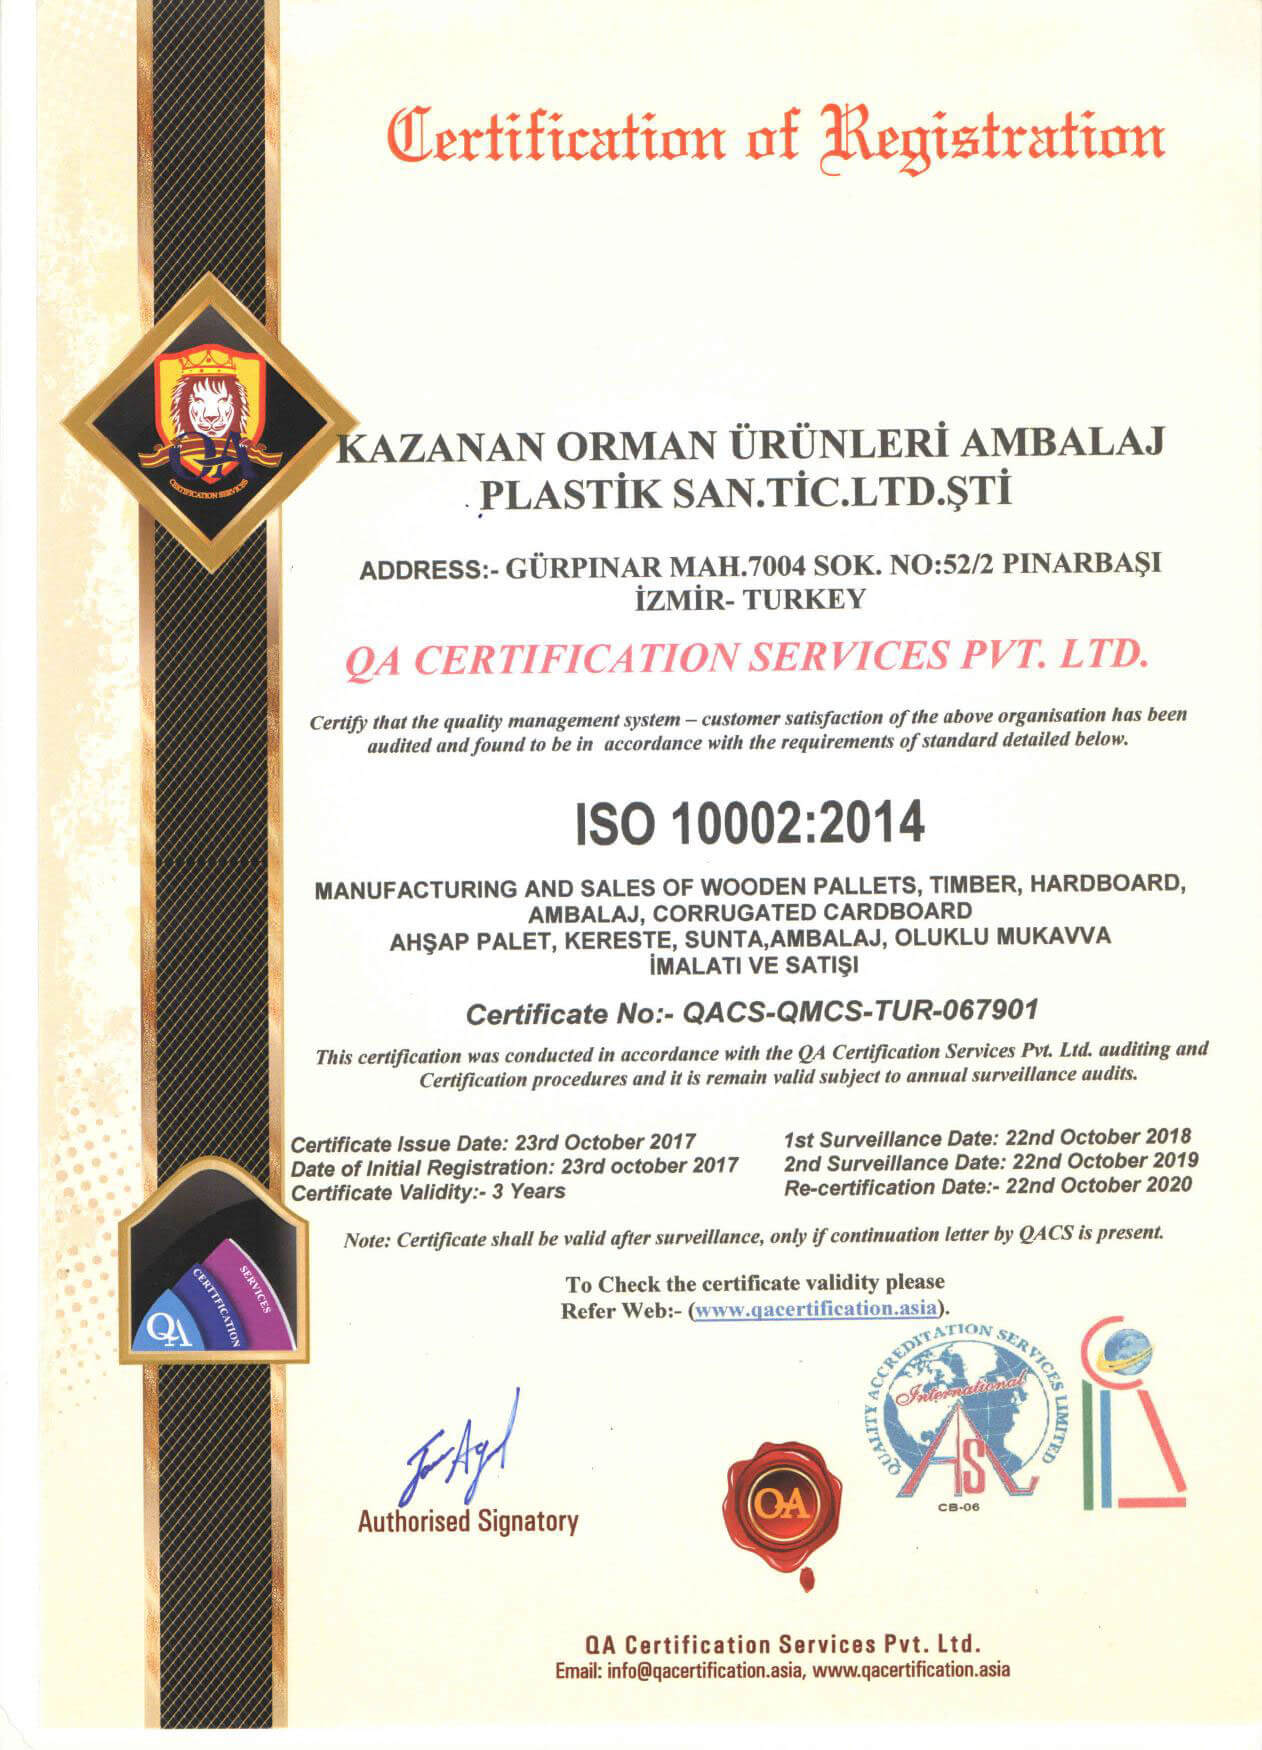 Certification of Registration
QA
CERTIFICATION SERVICES
KAZANAN ORMAN ÜRÜNLERİ AMBALAJ
PLASTİK SAN.TİC.LTD.ŞTİ
ADDRESS:- GÜRPINAR MAH.7004 SOK. NO:52/2 PINARBAŞI
İZMİR- TURKEY
QA CERTIFICATION SERVICES PVT. LTD.
Certify that the quality management system – customer satisfaction of the above organisation has been
audited and found to be in accordance with the requirements of standard detailed below.
ISO 10002:2014
MANUFACTURING AND SALES OF WOODEN PALLETS, TIMBER, HARDBOARD,
AMBALAJ, CORRUGATED CARDBOARD
AHŞAP PALET, KERESTE, SUNTA,AMBALAJ, OLUKLU MUKAVVA
İMALATI VE SATIŞI
Certificate No:- QACS-QMCS-TUR-067901
This certification was conducted in accordance with the QA Certification Services Pvt. Ltd. auditing and
Certification procedures and it is remain valid subject to annual surveillance audits.
Certificate Issue Date: 23rd October 2017
Date of Initial Registration: 23rd october 2017
Certificate Validity:- 3 Years
1st Surveillance Date: 22nd October 2018
2nd Surveillance Date: 22nd October 2019
Re-certification Date:- 22nd October 2020
Note: Certificate shall be valid after surveillance, only if continuation letter by QACS is present.
To Check the certificate validity please
Refer Web:- (www.qacertification.asia).
QA
CERTIFICATION
SERVICES
QUALITY ACCREDITATION SERVICES LIMITED
International
ASL
CB-06
Authorised Signatory
QA
QA Certification Services Pvt. Ltd.
Email: info@qacertification.asia, www.qacertification.asia